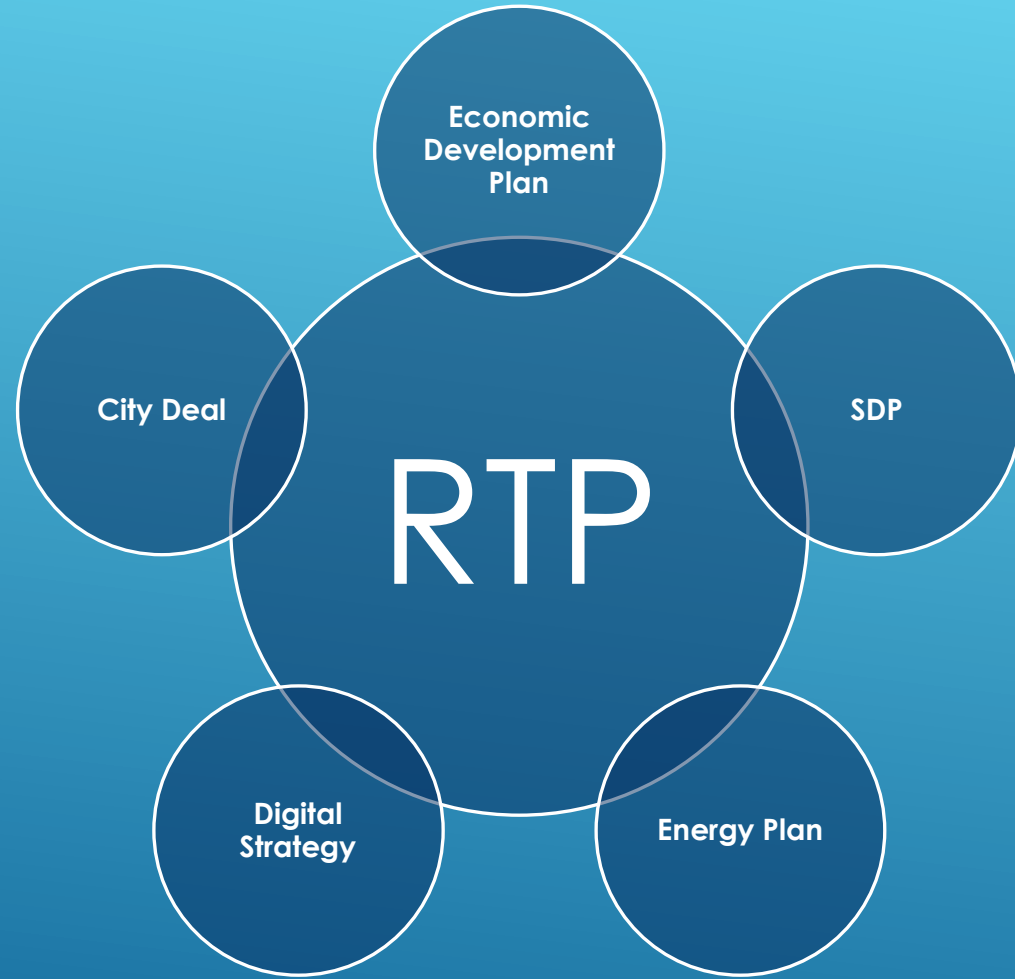 Economic
Development
Plan
City Deal
SDP
RTP
Digital
Strategy
Energy Plan